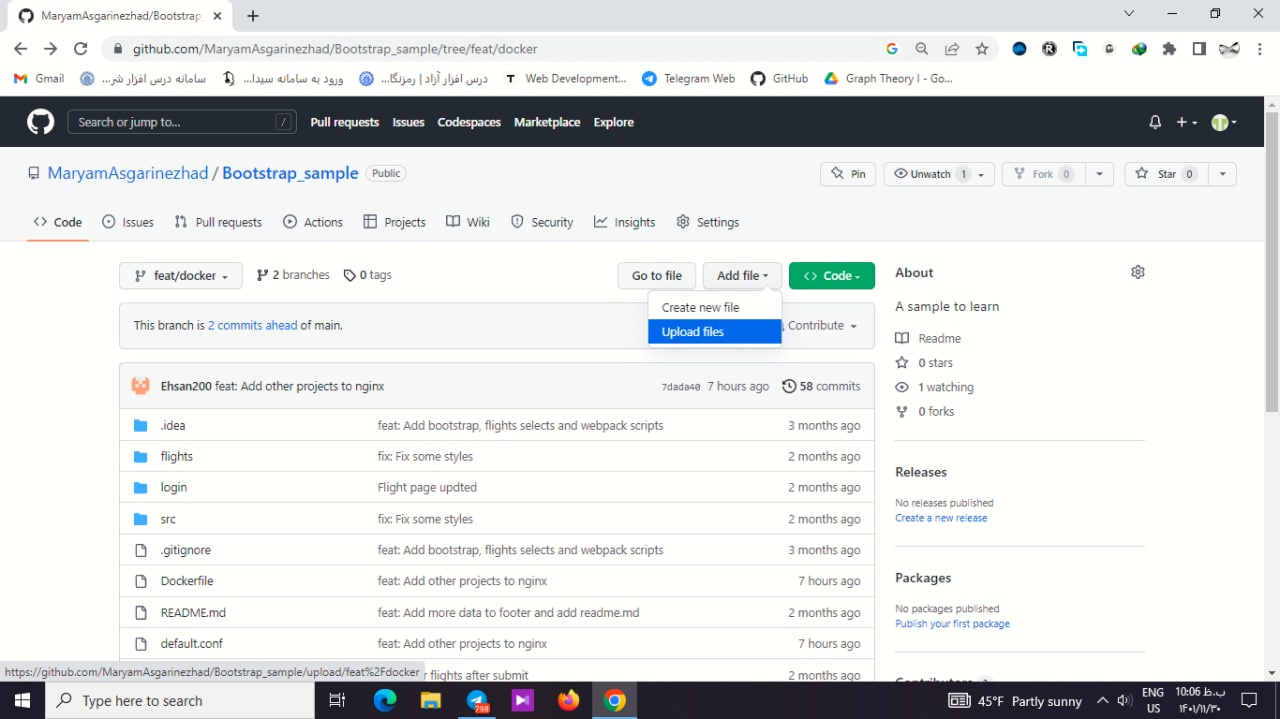 MaryamAsgarinezhad/Bootstrap_
github.com/MaryamAsgarinezhad/Bootstrap_sample/tree/feat/docker
Gmail
سامانه درس افزار شر...
ورود به سامانه سیدا...
درس افزار آزاد | رمزنگا...
Web Development...
Telegram Web
GitHub
Graph Theory I - Go...
Search or jump to...
/
Pull requests
Issues
Codespaces
Marketplace
Explore
MaryamAsgarinezhad / Bootstrap_sample
Public
Pin
Unwatch 1
Fork 0
Star 0
Code
Issues
Pull requests
Actions
Projects
Wiki
Security
Insights
Settings
feat/docker
2 branches
0 tags
Go to file
Add file
Code
Create new file
Upload files
This branch is 2 commits ahead of main.
Contribute
Ehsan200 feat: Add other projects to nginx
7dada40 7 hours ago
58 commits
.idea feat: Add bootstrap, flights selects and webpack scripts 3 months ago
flights fix: Fix some styles 2 months ago
login Flight page updted 2 months ago
src fix: Fix some styles 2 months ago
.gitignore feat: Add bootstrap, flights selects and webpack scripts 3 months ago
Dockerfile feat: Add other projects to nginx 7 hours ago
README.md feat: Add more data to footer and add readme.md 2 months ago
default.conf feat: Add other projects to nginx 7 hours ago
flights after submit 2 months ago
About
A sample to learn
Readme
0 stars
1 watching
0 forks
Releases
No releases published
Create a new release
Packages
No packages published
Publish your first package
https://github.com/MaryamAsgarinezhad/Bootstrap_sample/upload/feat%2Fdocker
Type here to search
798
45°F Partly sunny
ENG
US
10:06 ب.ظ
۱۴۰۱/۱۱/۳۰